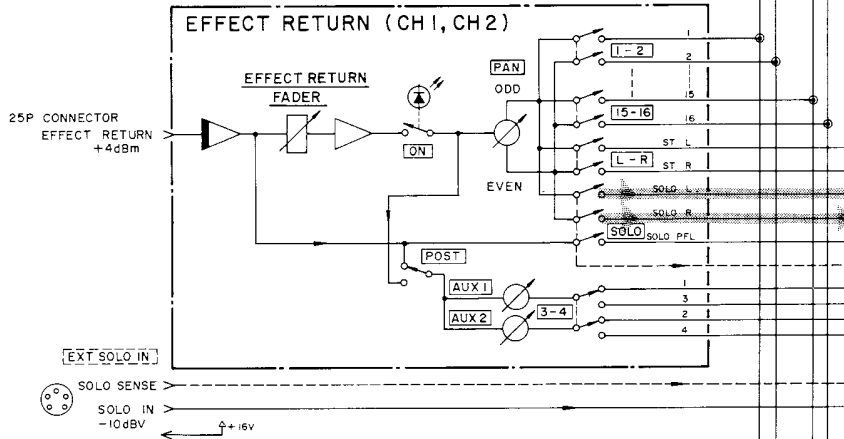 EFFECT RETURN (CH1, CH2)
1
1-2
2
PAN
ODD
EFFECT RETURN
FADER
15
25P CONNECTOR
EFFECT RETURN
+4dBm
15-16
16
ON
ST L
L-R
ST R
EVEN
SOLO L
SOLO R
SOLO
SOLO PFL
POST
AUX 1
1
3
AUX 2
3-4
2
4
EXT SOLO IN
SOLO SENSE
SOLO IN
-10dBV
+16V